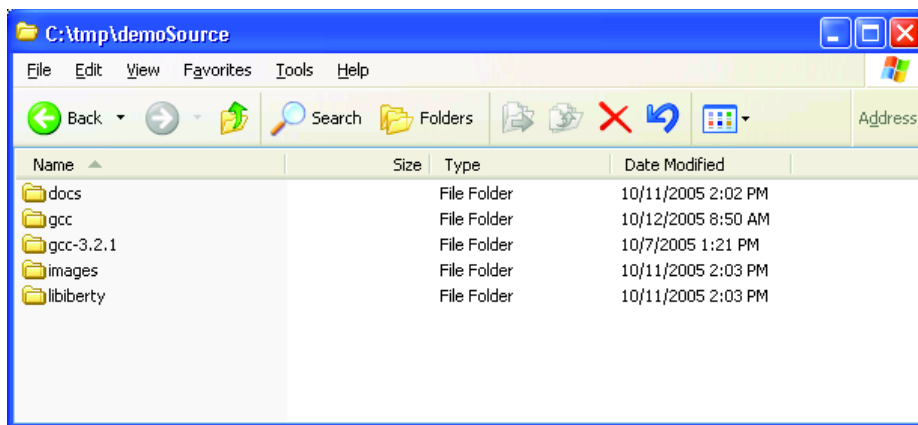 C:\tmp\demoSource
File Edit View Favorites Tools Help
Back Search Folders Address
Name Size Type Date Modified
docs File Folder 10/11/2005 2:02 PM
gcc File Folder 10/12/2005 8:50 AM
gcc-3.2.1 File Folder 10/7/2005 1:21 PM
images File Folder 10/11/2005 2:03 PM
libiberty File Folder 10/11/2005 2:03 PM